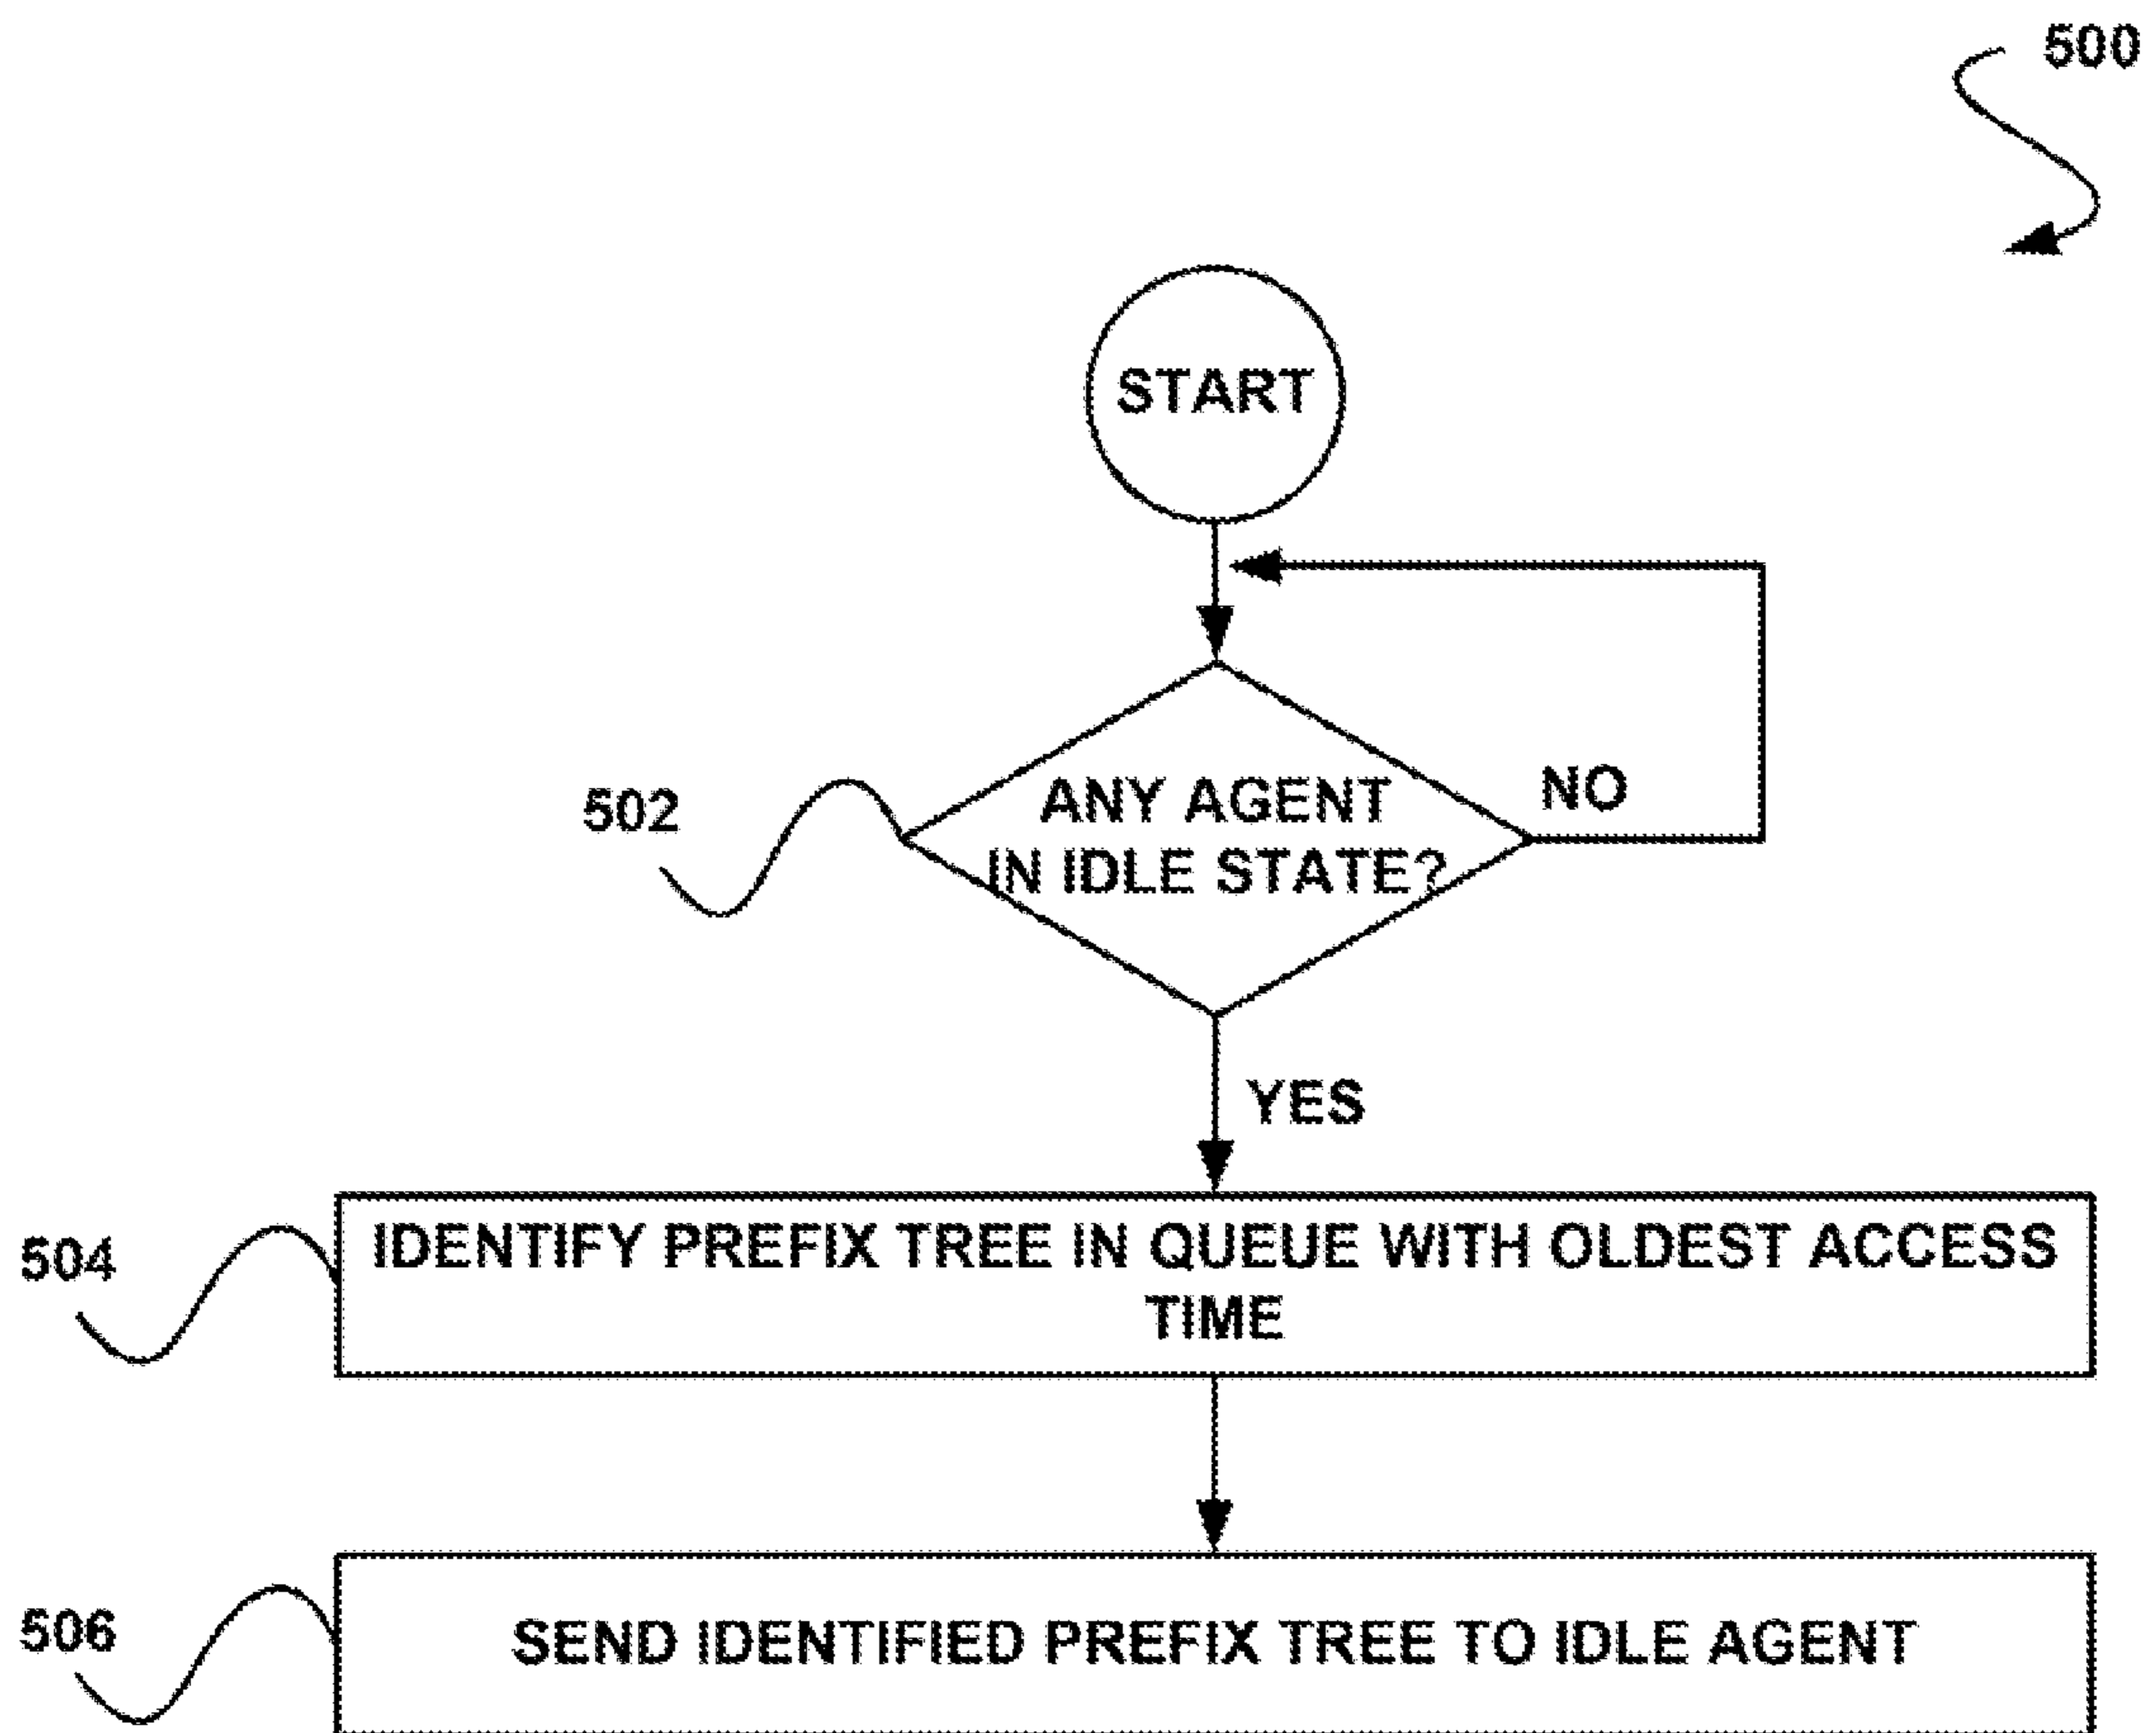 500
START
502
ANY AGENT
IN IDLE STATE?
NO
YES
504
IDENTIFY PREFIX TREE IN QUEUE WITH OLDEST ACCESS
TIME
506
SEND IDENTIFIED PREFIX TREE TO IDLE AGENT